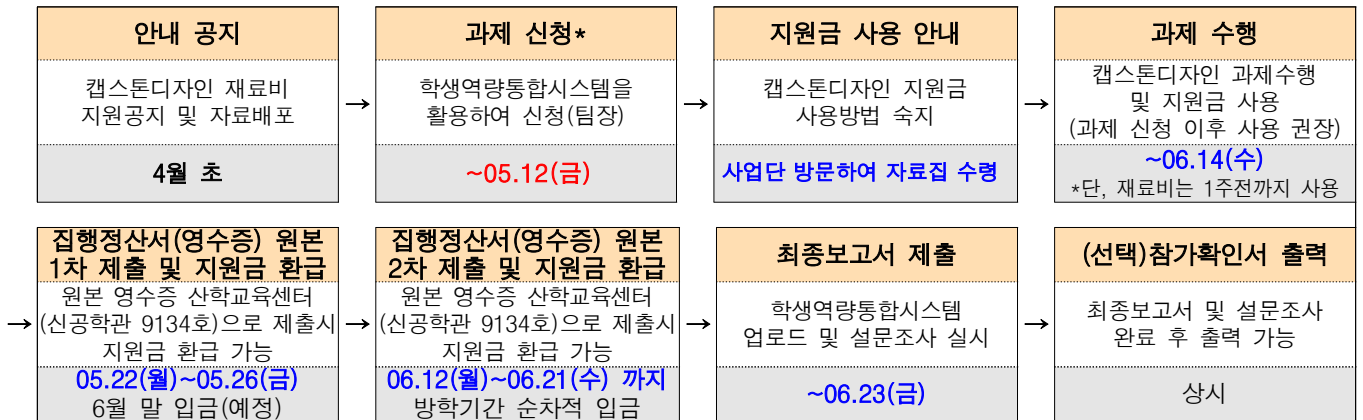 안내 공지
캡스톤디자인 재료비
지원공지 및 자료배포
4월 초
→
과제 신청*
학생역량통합시스템을
활용하여 신청(팀장)
~05.12(금)
→
지원금 사용 안내
캡스톤디자인 지원금
사용방법 숙지
사업단 방문하여 자료집 수령
→
과제 수행
캡스톤디자인 과제수행
및 지원금 사용
(과제 신청 이후 사용 권장)
~06.14(수)
*단, 재료비는 1주전까지 사용
→
집행정산서(영수증) 원본
1차 제출 및 지원금 환급
원본 영수증 산학교육센터
(신공학관 9134호)으로 제출시
지원금 환급 가능
05.22(월)~05.26(금)
6월 말 입금(예정)
→
집행정산서(영수증) 원본
2차 제출 및 지원금 환급
원본 영수증 산학교육센터
(신공학관 9134호)으로 제출시
지원금 환급 가능
06.12(월)~06.21(수) 까지
방학기간 순차적 입금
→
최종보고서 제출
학생역량통합시스템
업로드 및 설문조사 실시
~06.23(금)
→
(선택)참가확인서 출력
최종보고서 및 설문조사
완료 후 출력 가능
상시